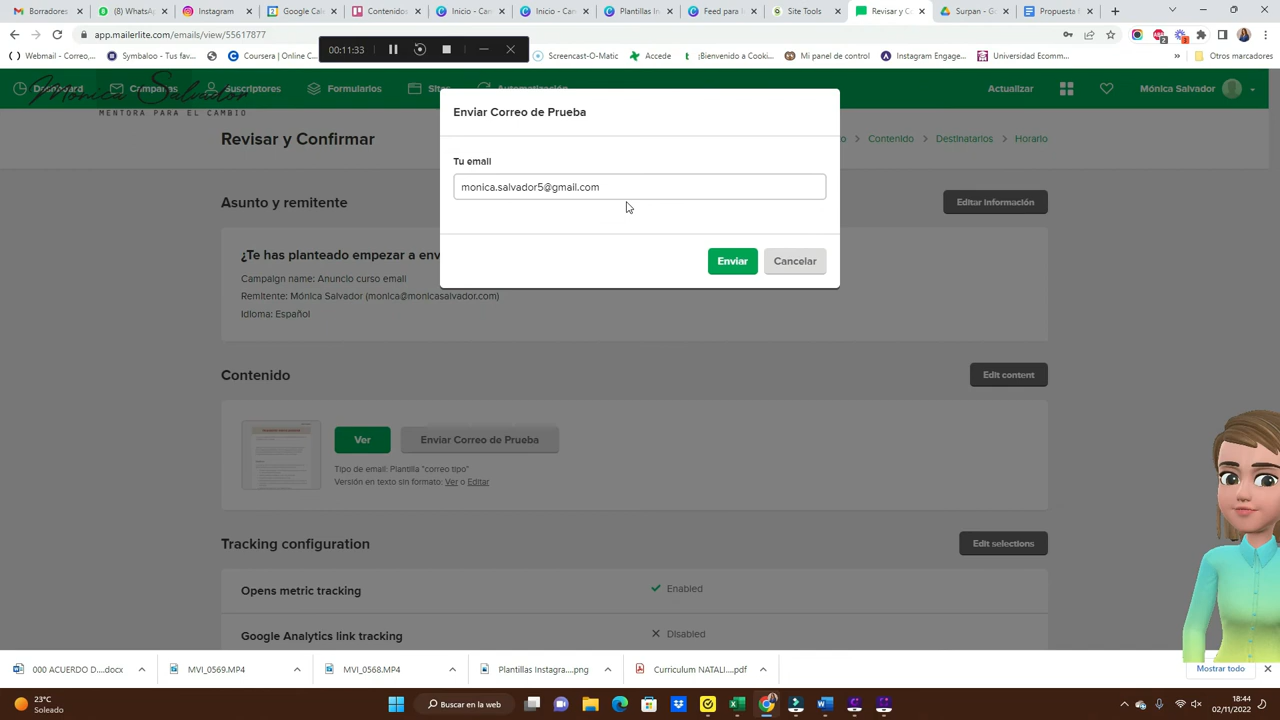 Borradores
(8) WhatsA
Instagram
Google Cal
Contenidos
Inicio - Can
Inicio - Can
Plantillas In
Feed para I
Site Tools
Revisar y C
Surpan - Go
Propuesta
app.mailerlite.com/emails/view/55617877
00:11:33
Webmail - Correo,...
Symbaloo - Tus fav...
Coursera | Online C...
Screencast-O-Matic
Accede
¡Bienvenido a Cooki...
Mi panel de control
Instagram Engage...
Universidad Ecomm...
»
Otros marcadores
Dashboard
Campañas
Suscriptores
Formularios
Sites
Automatización
Actualizar
Mónica Salvador
Mónica Salvador
MENTORA PARA EL CAMBIO
Enviar Correo de Prueba
Revisar y Confirmar
Contenido > Destinatarios > Horario
Tu email
monica.salvador5@gmail.com
Asunto y remitente
Editar información
¿Te has planteado empezar a env
Enviar
Cancelar
Campaign name: Anuncio curso email
Remitente: Mónica Salvador (monica@monicasalvador.com)
Idioma: Español
Contenido
Edit content
Ver
Enviar Correo de Prueba
Tipo de email: Plantilla "correo tipo"
Versión en texto sin formato: Ver o Editar
Tracking configuration
Edit selections
Opens metric tracking
Enabled
Google Analytics link tracking
Disabled
000 ACUERDO D....docx
MVI_0569.MP4
MVI_0568.MP4
Plantillas Instagra....png
Curriculum NATALI....pdf
Mostrar todo
23°C
Soleado
Buscar en la web
18:44
02/11/2022